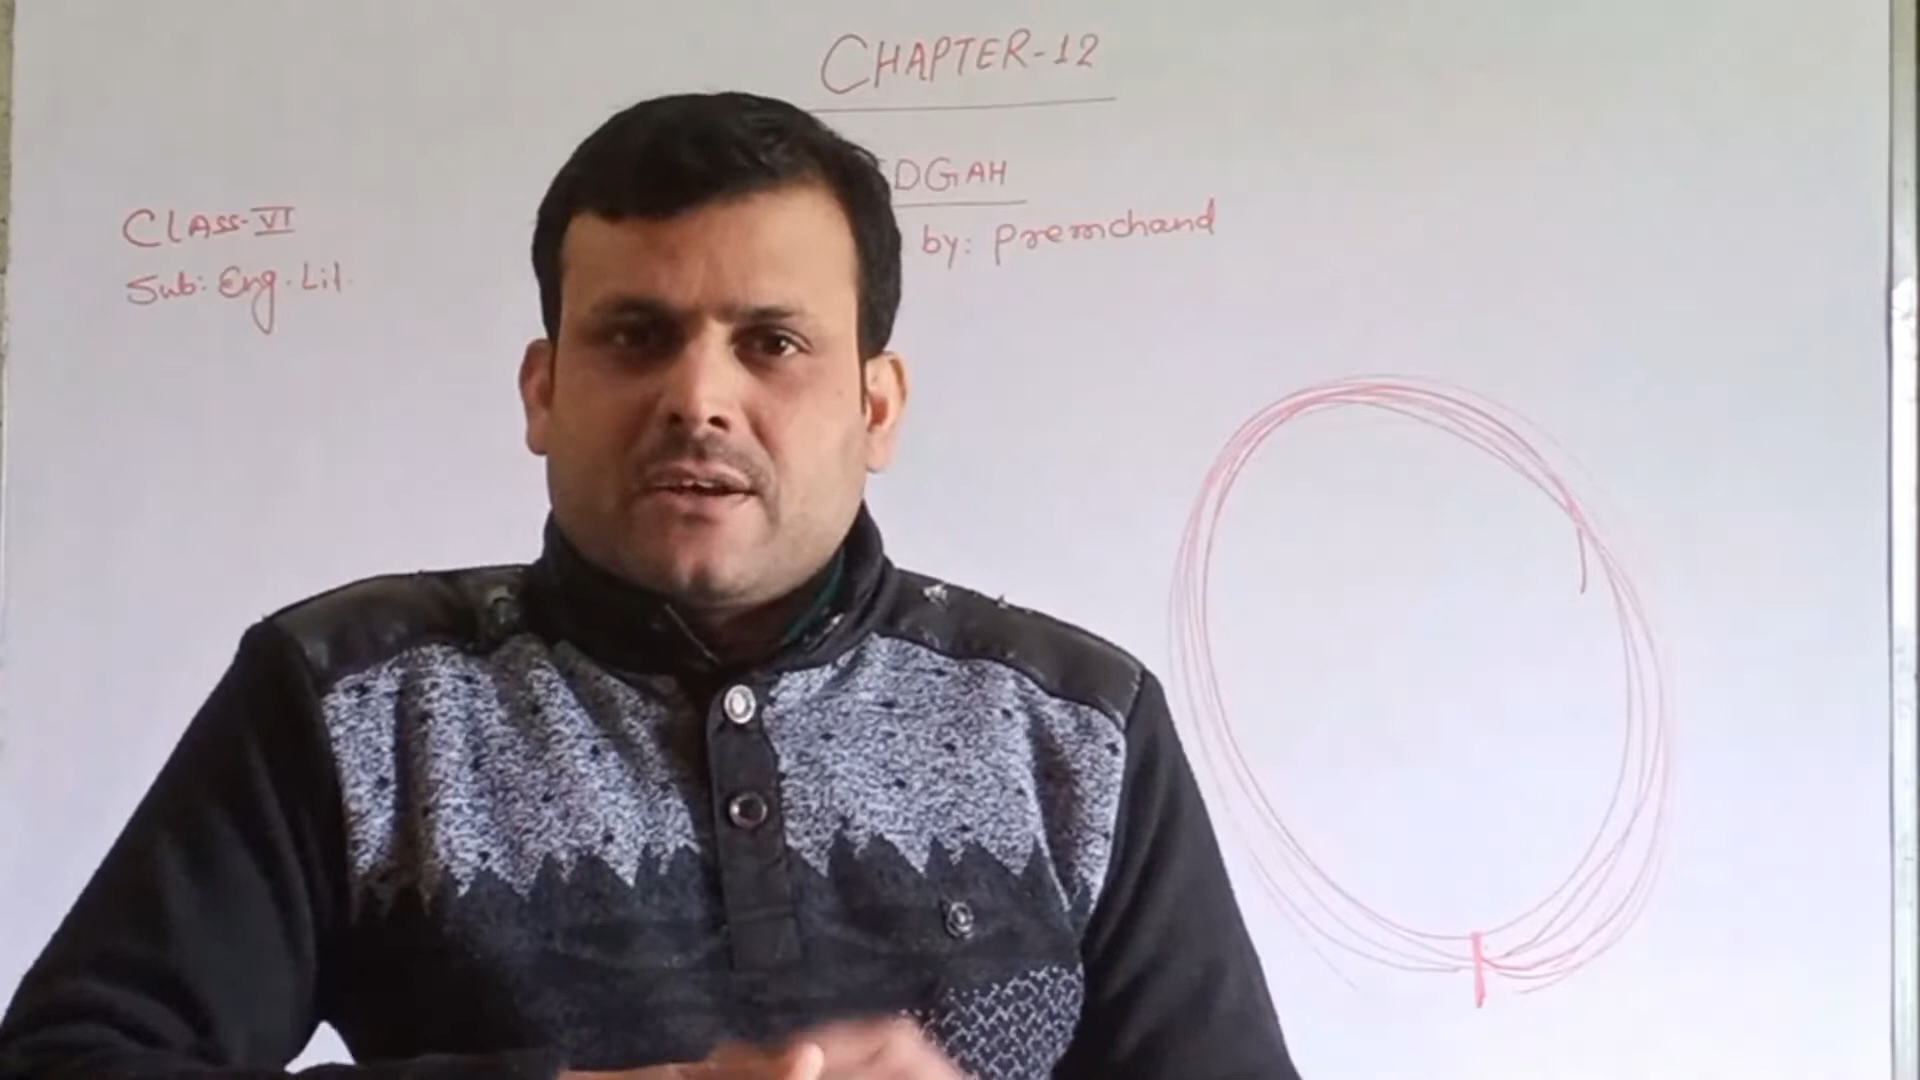 CHAPTER-12
DGAH
by: Premchand
CLASS-VI
Sub: Eng. Lit.